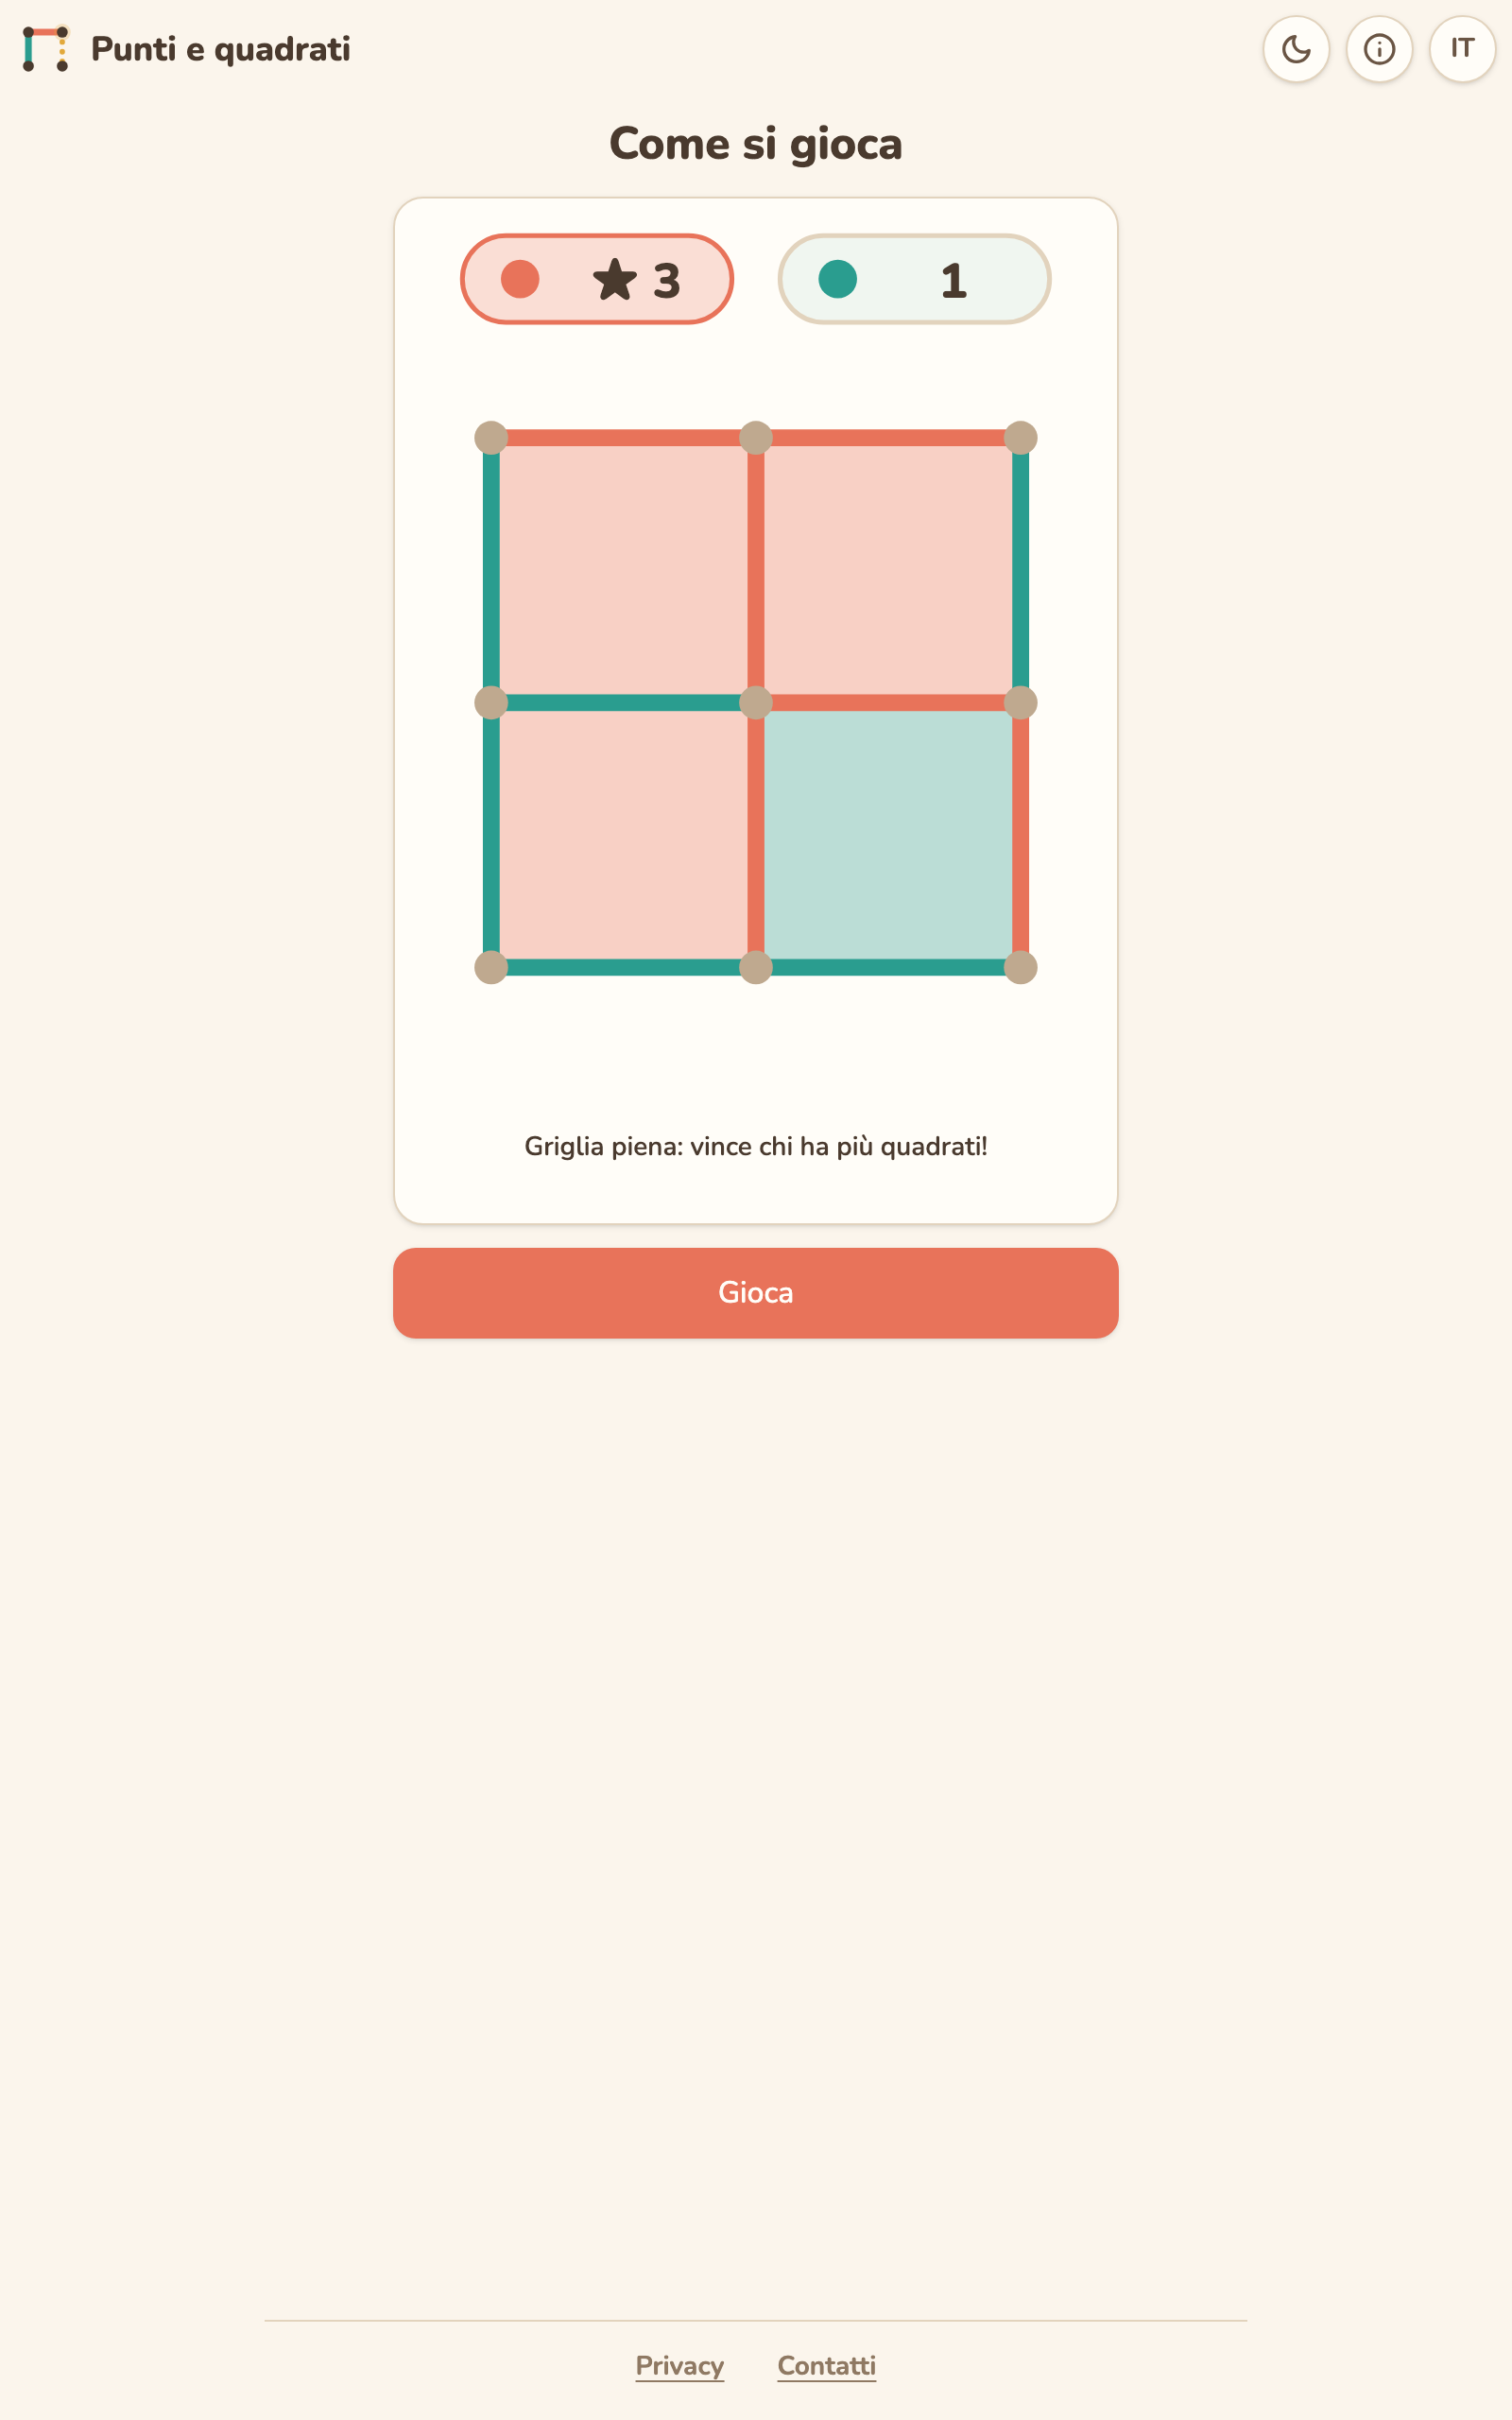 Punti e quadrati
IT
Come si gioca
3
1
Griglia piena: vince chi ha più quadrati!
Gioca
Privacy Contatti